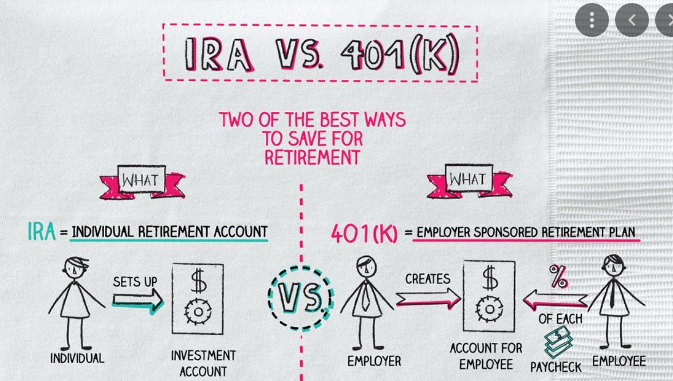 IRA VS. 401(K)
TWO OF THE BEST WAYS
TO SAVE FOR
RETIREMENT
WHAT
IRA = INDIVIDUAL RETIREMENT ACCOUNT
$
SETS UP
INDIVIDUAL
INVESTMENT
ACCOUNT
VS
WHAT
401(K) = EMPLOYER SPONSORED RETIREMENT PLAN
CREATES
$
%
OF EACH
PAYCHECK
EMPLOYER
ACCOUNT FOR
EMPLOYEE
EMPLOYEE